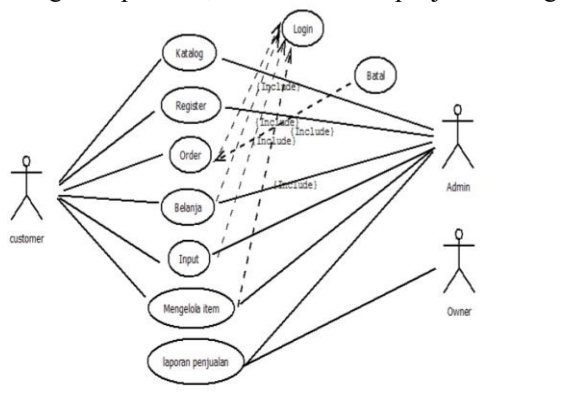 Login
Katalog
Batal
{Include}
Register
{Include}
{Include}
{Include}
Order
{Include}
Admin
Belanja
customer
Input
Owner
Mengelola item
laporan penjualan